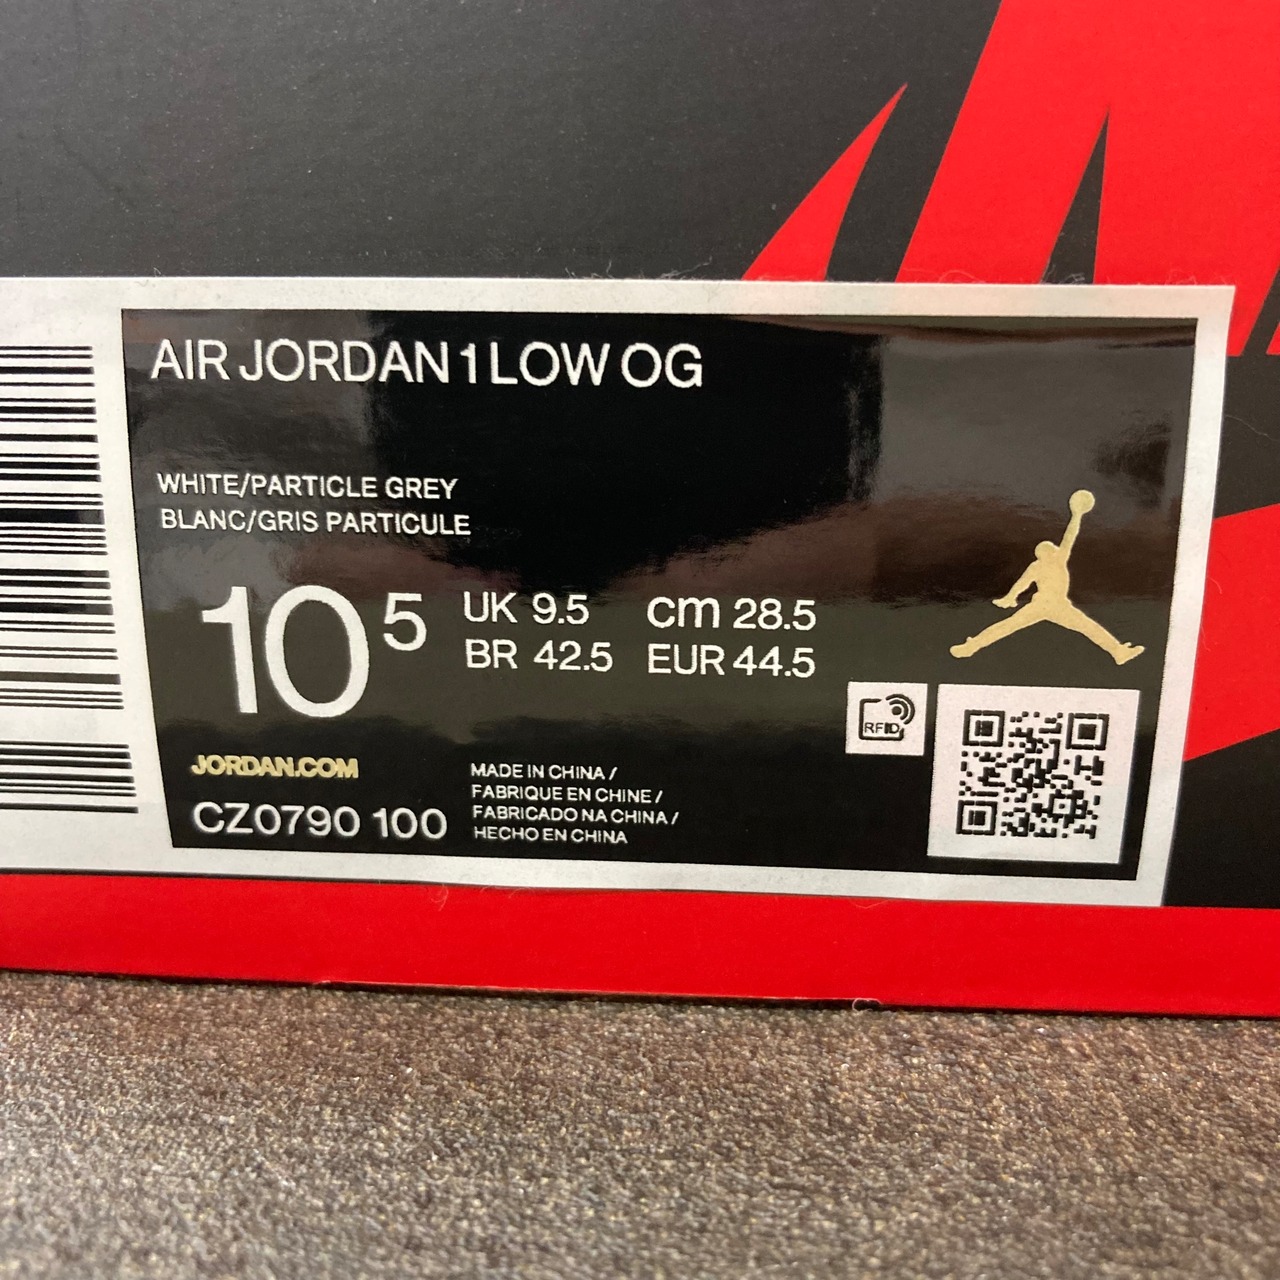 AIR JORDAN 1 LOW OG
WHITE/PARTICLE GREY
BLANC/GRIS PARTICULE
10 5
UK 9.5 cm 28.5
BR 42.5 EUR 44.5
RFID
JORDAN.COM
CZ0790 100
MADE IN CHINA /
FABRIQUE EN CHINE /
FABRICADO NA CHINA /
HECHO EN CHINA